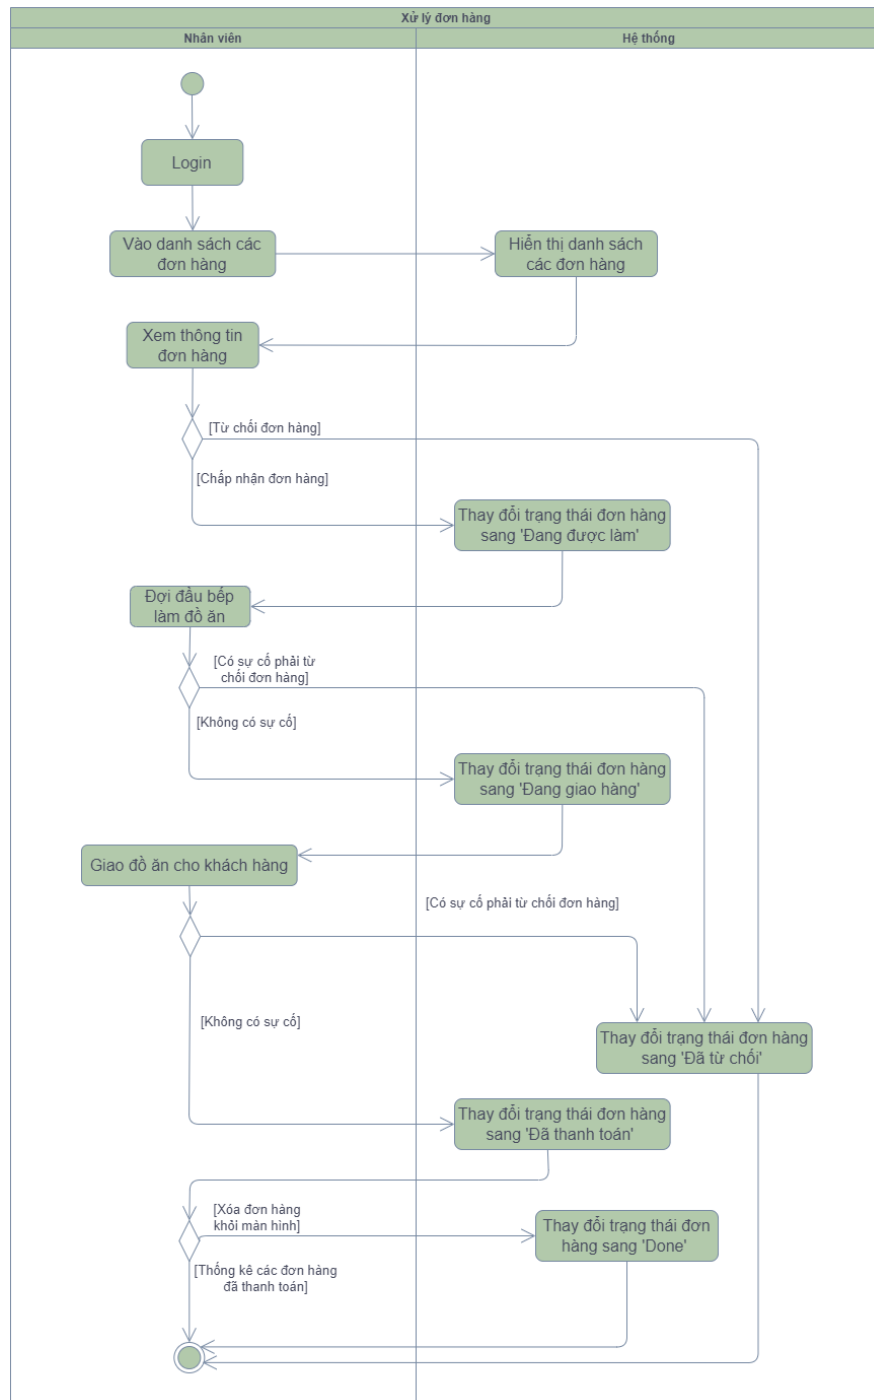 Xử lý đơn hàng
Nhân viên
Hệ thống
Login
Vào danh sách các
đơn hàng
Hiển thị danh sách
các đơn hàng
Xem thông tin
đơn hàng
[Từ chối đơn hàng]
[Chấp nhận đơn hàng]
Thay đổi trạng thái đơn hàng
sang 'Đang được làm'
Đợi đầu bếp
làm đồ ăn
[Có sự cố phải từ
chối đơn hàng]
[Không có sự cố]
Thay đổi trạng thái đơn hàng
sang 'Đang giao hàng'
Giao đồ ăn cho khách hàng
[Có sự cố phải từ chối đơn hàng]
[Không có sự cố]
Thay đổi trạng thái đơn hàng
sang 'Đã từ chối'
Thay đổi trạng thái đơn hàng
sang 'Đã thanh toán'
[Xóa đơn hàng
khỏi màn hình]
Thay đổi trạng thái đơn
hàng sang 'Done'
[Thống kê các đơn hàng
đã thanh toán]